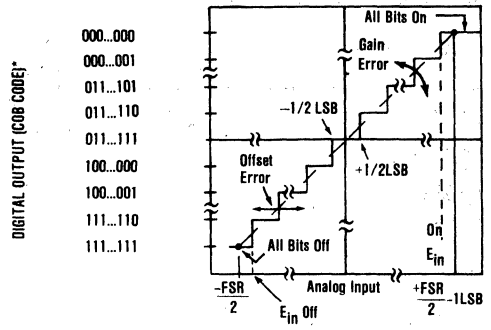 DIGITAL OUTPUT (COB CODE)*
000...000
000...001
011...101
011...110
011...111
100...000
100...001
111...110
111...111
All Bits On
Gain
Error
−1/2 LSB
+1/2LSB
Offset
Error
All Bits Off
On
E in
−FSR
2
E in Off
Analog Input
+FSR
2
−1LSB